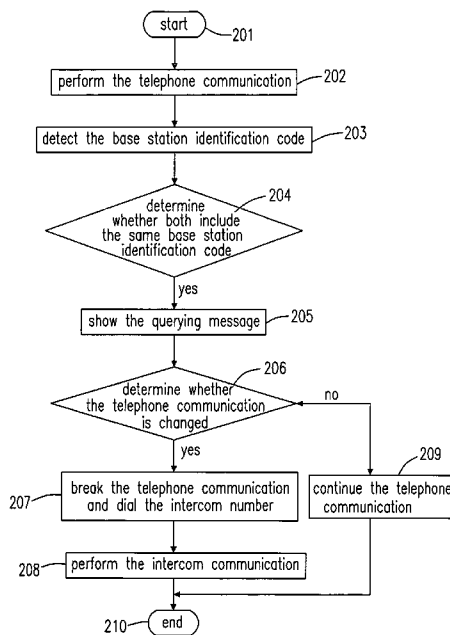 start
201
perform the telephone communication
202
detect the base station identification code
203
204
determine
whether both include
the same base station
identification code
yes
show the querying message
205
206
determine whether
the telephone communication
is changed
no
yes
209
207
break the telephone communication
and dial the intercom number
continue the telephone
communication
208
perform the intercom communication
210
end